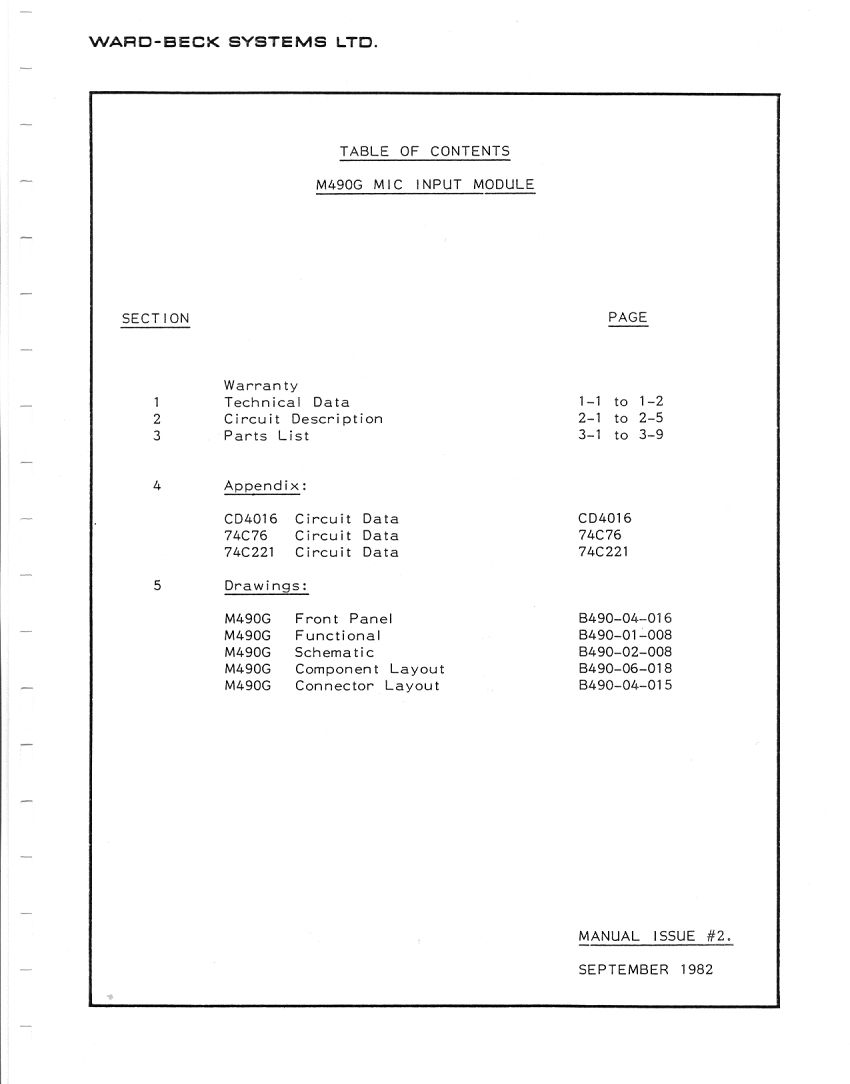 WARD-BECK SYSTEMS LTD.
TABLE OF CONTENTS
M490G MIC INPUT MODULE
SECTION PAGE
Warranty
1 Technical Data 1-1 to 1-2
2 Circuit Description 2-1 to 2-5
3 Parts List 3-1 to 3-9
4 Appendix:
CD4016 Circuit Data CD4016
74C76 Circuit Data 74C76
74C221 Circuit Data 74C221
5 Drawings:
M490G Front Panel B490-04-016
M490G Functional B490-01-008
M490G Schematic B490-02-008
M490G Component Layout B490-06-018
M490G Connector Layout B490-04-015
MANUAL ISSUE #2.
SEPTEMBER 1982